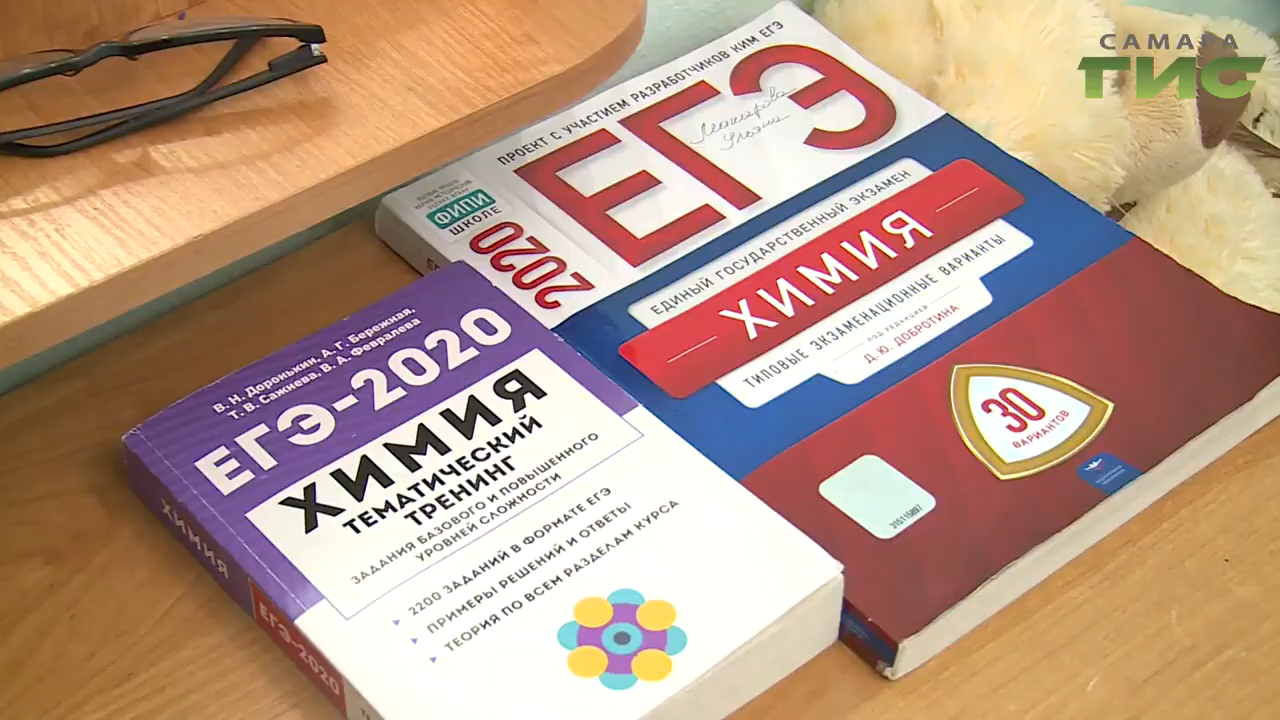 САМАРА
ГИС
ПРОЕКТ С УЧАСТИЕМ РАЗРАБОТЧИКОВ КИМ ЕГЭ
ФИПИ
ШКОЛЕ
2020
ЕГЭ
ЕДИНЫЙ ГОСУДАРСТВЕННЫЙ ЭКЗАМЕН
ХИМИЯ
ТИПОВЫЕ ЭКЗАМЕНАЦИОННЫЕ ВАРИАНТЫ
ПОД РЕДАКЦИЕЙ
Д. Ю. ДОБРОТИНА
30
ВАРИАНТОВ
В. Н. Доронькин, А. Г. Бережная,
Т. В. Сажнева, В. А. Февралева
ЕГЭ-2020
ХИМИЯ
ТЕМАТИЧЕСКИЙ
ТРЕНИНГ
ЗАДАНИЯ БАЗОВОГО И ПОВЫШЕННОГО
УРОВНЕЙ СЛОЖНОСТИ
2200 ЗАДАНИЙ В ФОРМАТЕ ЕГЭ
ПРИМЕРЫ РЕШЕНИЙ И ОТВЕТЫ
ТЕОРИЯ ПО ВСЕМ РАЗДЕЛАМ КУРСА
ХИМИЯ
ЕГЭ-2020